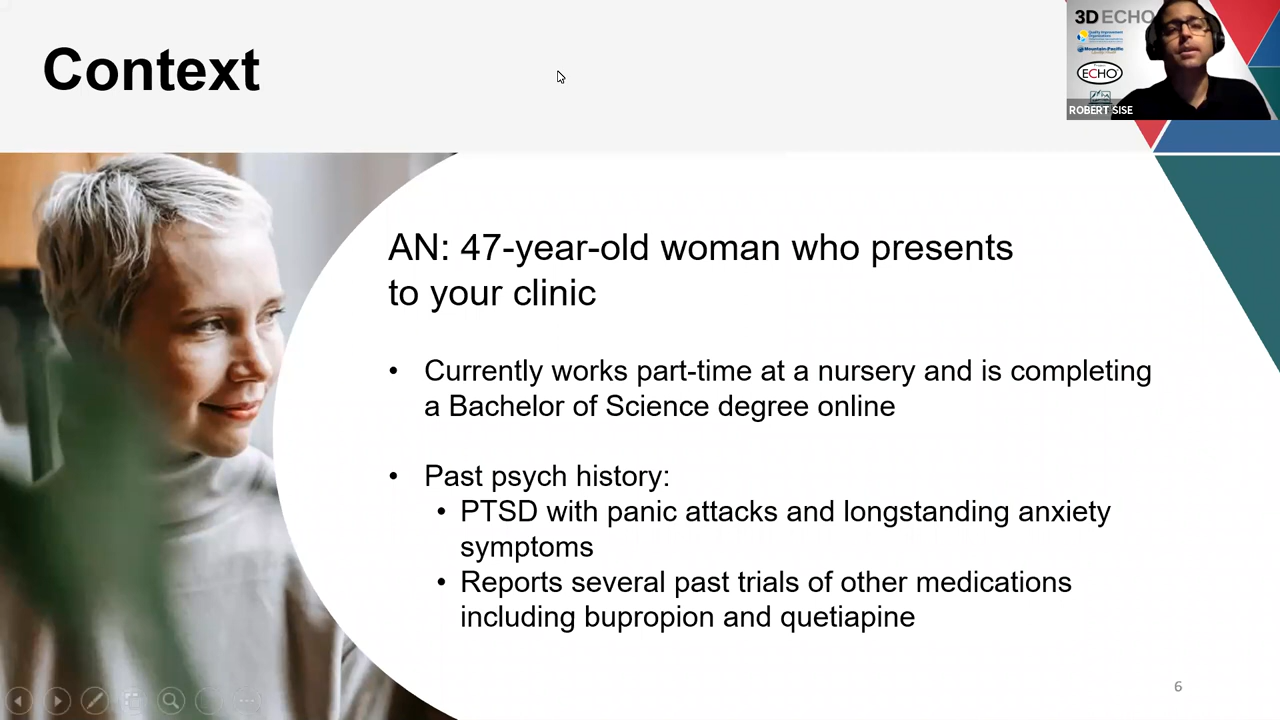 Context
3D ECHO
Mountain-Pacific
ECHO
ROBERT SISE
AN: 47-year-old woman who presents
to your clinic
• Currently works part-time at a nursery and is completing
a Bachelor of Science degree online
• Past psych history:
• PTSD with panic attacks and longstanding anxiety
symptoms
• Reports several past trials of other medications
including bupropion and quetiapine
6